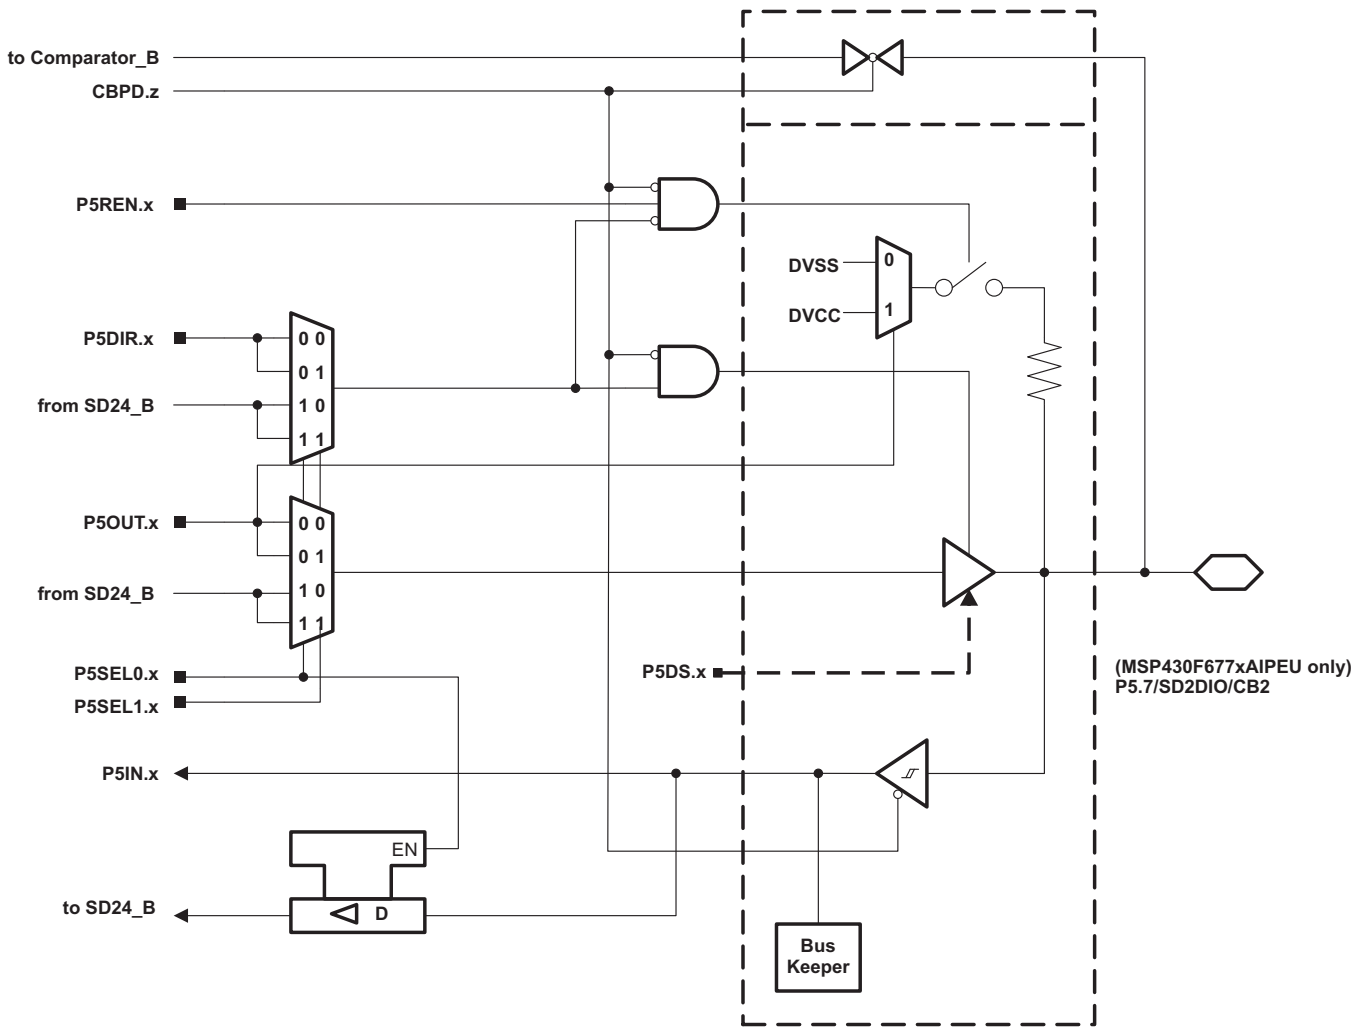 to Comparator_B
CBPD.z
P5REN.x
DVSS
0
DVCC
1
P5DIR.x
0 0
0 1
from SD24_B
1 0
1 1
P5OUT.x
0 0
0 1
from SD24_B
1 0
1 1
P5SEL0.x
P5SEL1.x
P5DS.x
(MSP430F677xAIPEU only)
P5.7/SD2DIO/CB2
P5IN.x
EN
to SD24_B
D
Bus
Keeper